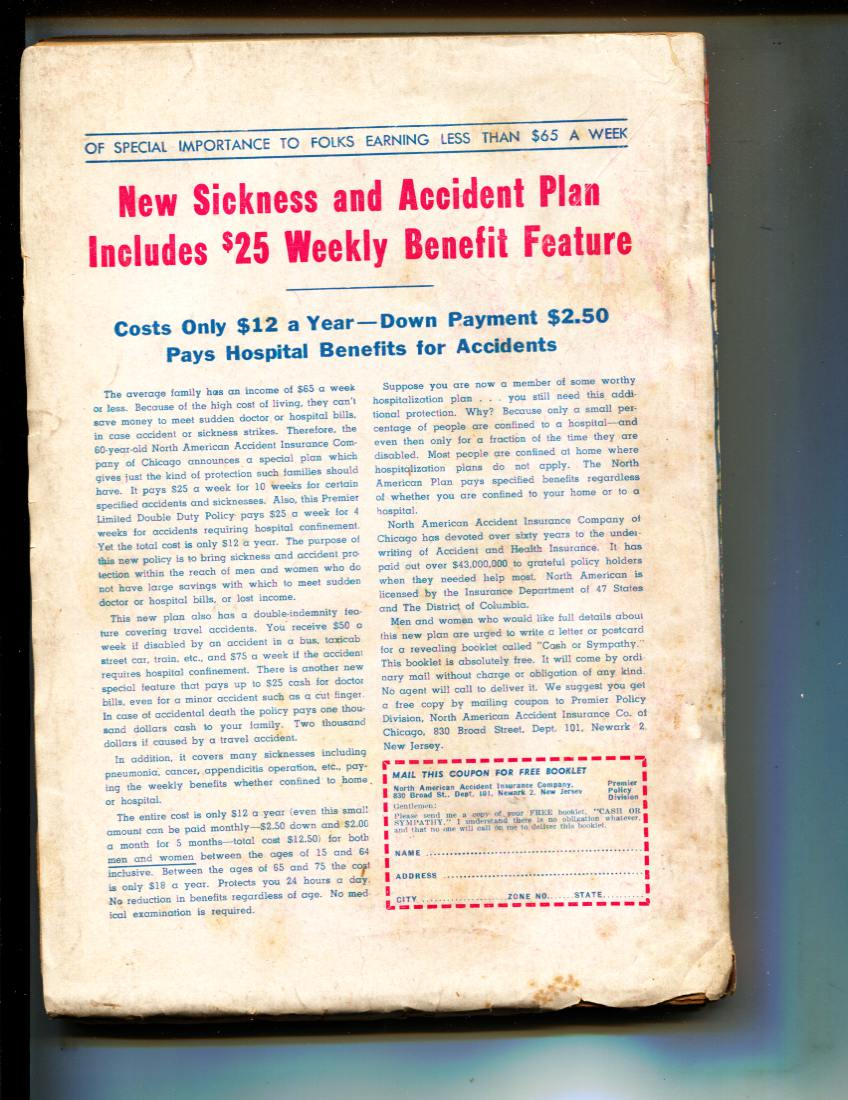 OF SPECIAL IMPORTANCE TO FOLKS EARNING LESS THAN $65 A WEEK
New Sickness and Accident Plan
Includes $25 Weekly Benefit Feature
Costs Only $12 a Year—Down Payment $2.50
Pays Hospital Benefits for Accidents
The average family has an income of $65 a week
or less. Because of the high cost of living, they can't
save money to meet sudden doctor or hospital bills,
in case accident or sickness strikes. Therefore, the
60-year-old North American Accident Insurance Com-
pany of Chicago announces a special plan which
gives just the kind of protection such families should
have. It pays $25 a week for 10 weeks for certain
specified accidents and sicknesses. Also, this Premier
Limited Double Duty Policy pays $25 a week for 4
weeks for accidents requiring hospital confinement.
Yet the total cost is only $12 a year. The purpose of
this new policy is to bring sickness and accident pro-
tection within the reach of men and women who do
not have large savings with which to meet sudden
doctor or hospital bills, or lost income.
This new plan also has a double-indemnity fea-
ture covering travel accidents. You receive $50 a
week if disabled by an accident in a bus, taxicab
street car, train, etc., and $75 a week if the accident
requires hospital confinement. There is another new
special feature that pays up to $25 cash for doctor
bills, even for a minor accident such as a cut finger.
In case of accidental death the policy pays one thou-
sand dollars cash to your family. Two thousand
dollars if caused by a travel accident.
In addition, it covers many sicknesses including
pneumonia, cancer, appendicitis operation, etc., pay-
ing the weekly benefits whether confined to home
or hospital.
The entire cost is only $12 a year (even this small
amount can be paid monthly—$2.50 down and $2.00
a month for 5 months—total cost $12.50) for both
men and women between the ages of 15 and 64
inclusive. Between the ages of 65 and 75 the cost
is only $18 a year. Protects you 24 hours a day.
No reduction in benefits regardless of age. No med-
ical examination is required.
Suppose you are now a member of some worthy
hospitalization plan . . . you still need this addi-
tional protection. Why? Because only a small per-
centage of people are confined to a hospital—and
even then only for a fraction of the time they are
disabled. Most people are confined at home where
hospitalization plans do not apply. The North
American Plan pays specified benefits regardless
of whether you are confined to your home or to a
hospital.
North American Accident Insurance Company of
Chicago has devoted over sixty years to the under-
writing of Accident and Health Insurance. It has
paid out over $43,000,000 to grateful policy holders
when they needed help most. North American is
licensed by the Insurance Department of 47 States
and The District of Columbia.
Men and women who would like full details about
this new plan are urged to write a letter or postcard
for a revealing booklet called "Cash or Sympathy."
This booklet is absolutely free. It will come by ordi
nary mail without charge or obligation of any kind.
No agent will call to deliver it. We suggest you get
a free copy by mailing coupon to Premier Policy
Division, North American Accident Insurance Co. of
Chicago, 830 Broad Street, Dept. 101, Newark 2,
New Jersey.
MAIL THIS COUPON FOR FREE BOOKLET
North American Accident Insurance Company,
830 Broad St., Dept. 101, Newark 2, New Jersey
Premier
Policy
Division
Gentlemen:
Please send me a copy of your FREE booklet, "CASH OR
SYMPATHY." I understand there is no obligation whatever,
and that no one will call on me to deliver this booklet.
NAME
ADDRESS
CITY ZONE NO. STATE